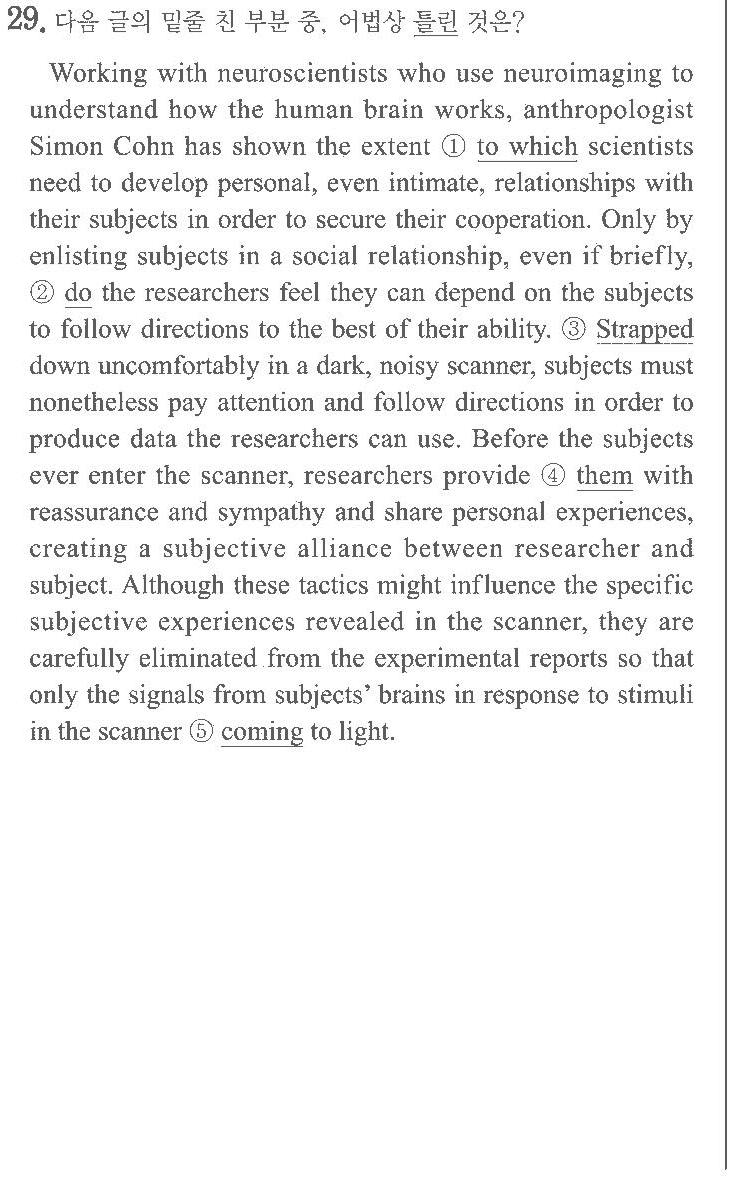 29. 다음 글의 밑줄 친 부분 중, 어법상 틀린 것은?
Working with neuroscientists who use neuroimaging to
understand how the human brain works, anthropologist
Simon Cohn has shown the extent ① to which scientists
need to develop personal, even intimate, relationships with
their subjects in order to secure their cooperation. Only by
enlisting subjects in a social relationship, even if briefly,
② do the researchers feel they can depend on the subjects
to follow directions to the best of their ability. ③ Strapped
down uncomfortably in a dark, noisy scanner, subjects must
nonetheless pay attention and follow directions in order to
produce data the researchers can use. Before the subjects
ever enter the scanner, researchers provide ④ them with
reassurance and sympathy and share personal experiences,
creating a subjective alliance between researcher and
subject. Although these tactics might influence the specific
subjective experiences revealed in the scanner, they are
carefully eliminated from the experimental reports so that
only the signals from subjects' brains in response to stimuli
in the scanner ⑤ coming to light.